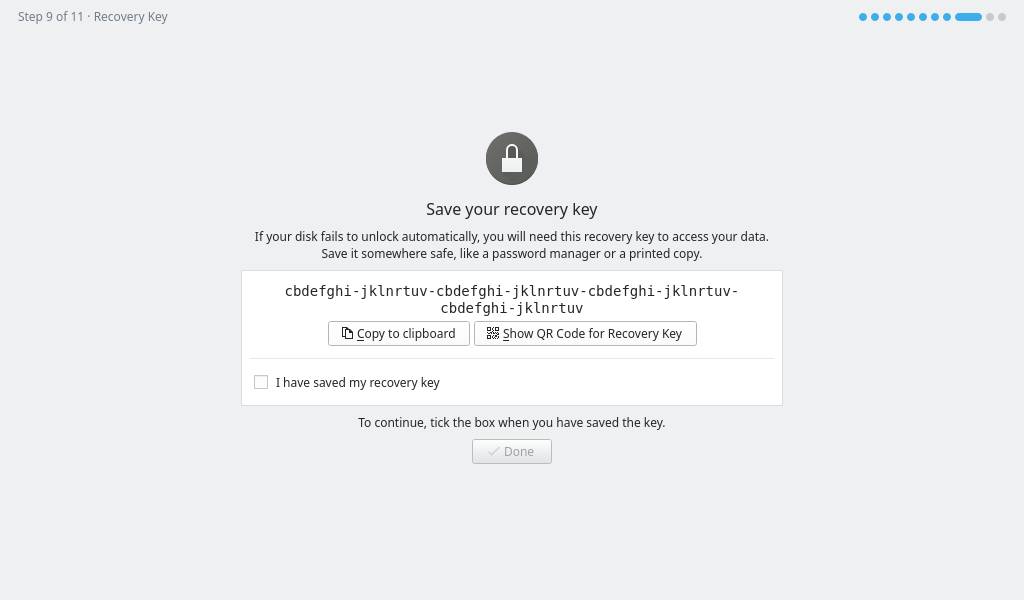 Step 9 of 11 · Recovery Key
Save your recovery key
If your disk fails to unlock automatically, you will need this recovery key to access your data.
Save it somewhere safe, like a password manager or a printed copy.
cbdefghi-jklnrtuv-cbdefghi-jklnrtuv-cbdefghi-jklnrtuv-
cbdefghi-jklnrtuv
Copy to clipboard
Show QR Code for Recovery Key
I have saved my recovery key
To continue, tick the box when you have saved the key.
Done